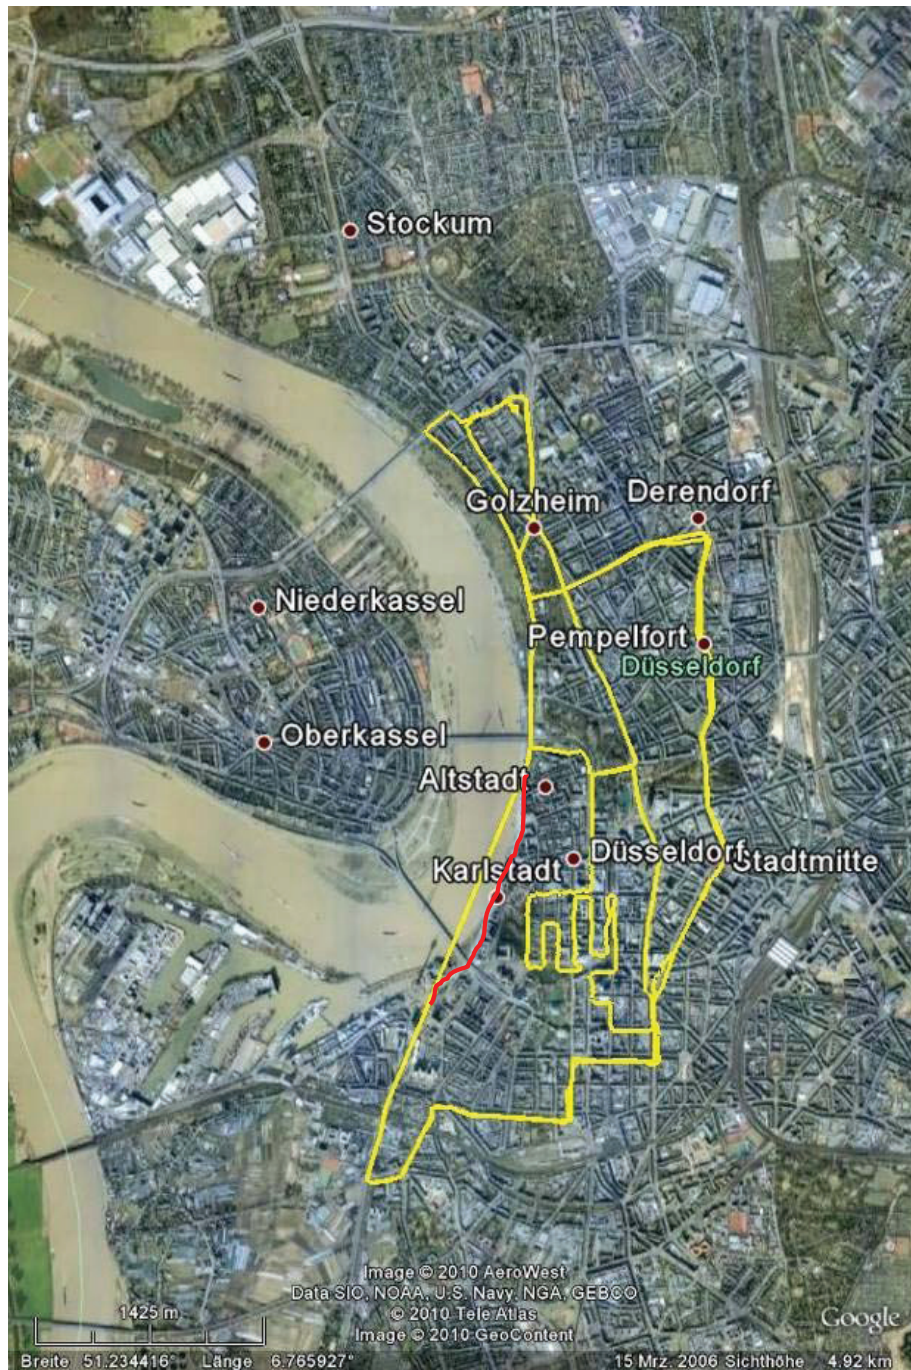 Stockum
Golzheim
Derendorf
Niederkassel
Pempelfort
Düsseldorf
Oberkassel
Altstadt
Karlstadt
Düsseldorf
Stadtmitte
Image © 2010 AeroWest
Data SIO, NOAA, U.S. Navy, NGA, GEBCO
© 2010 Tele Atlas
Image © 2010 GeoContent
1425 m
Google
Breite 51.234416° Länge 6.765927° 15 Mrz. 2006 Sichthöhe 4.92 km